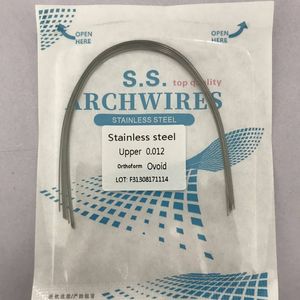 OPEN HERE
OPEN HERE
S.S. top quality
ARCHWIRES
STAINLESS STEEL
Stainless steel
Upper 0.012
Orthoform Ovoid
LOT: F31308171114